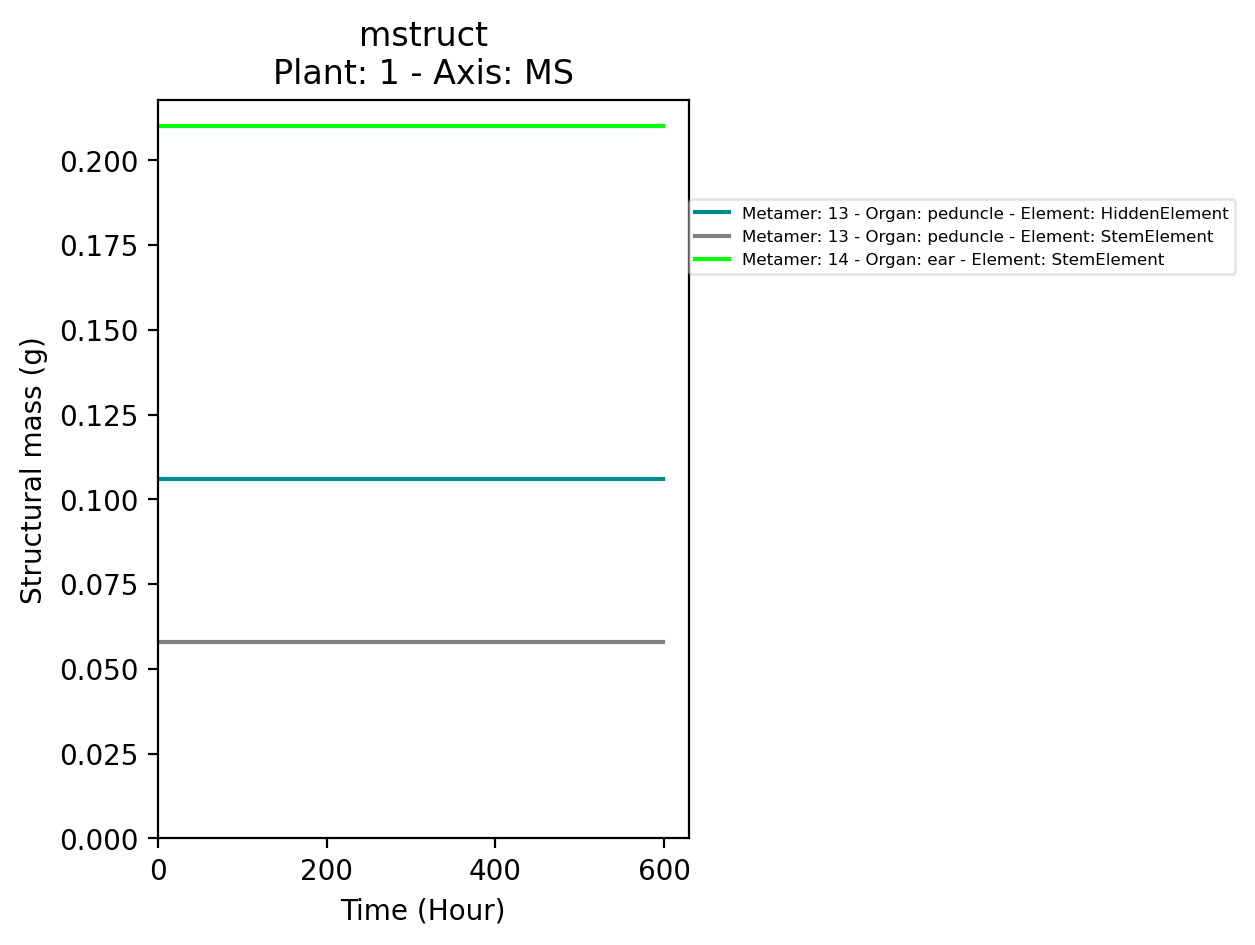 mstruct
Plant: 1 - Axis: MS
0.200
0.175
0.150
0.125
0.100
0.075
0.050
0.025
0.000
Structural mass (g)
0 200 400 600
Time (Hour)
Metamer: 13 - Organ: peduncle - Element: HiddenElement
Metamer: 13 - Organ: peduncle - Element: StemElement
Metamer: 14 - Organ: ear - Element: StemElement